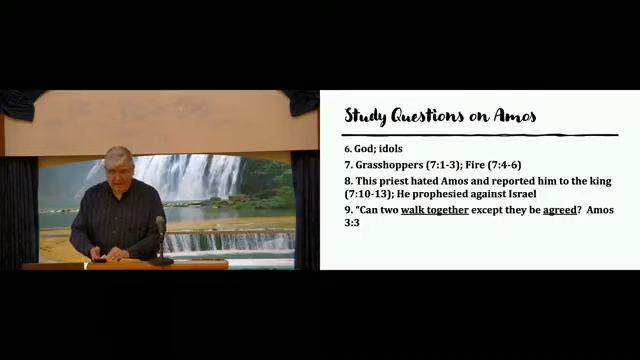 Study Questions on Amos
6. God; idols
7. Grasshoppers (7:1-3); Fire (7:4-6)
8. This priest hated Amos and reported him to the king
(7:10-13); He prophesied against Israel
9. “Can two walk together except they be agreed?  Amos
3:3